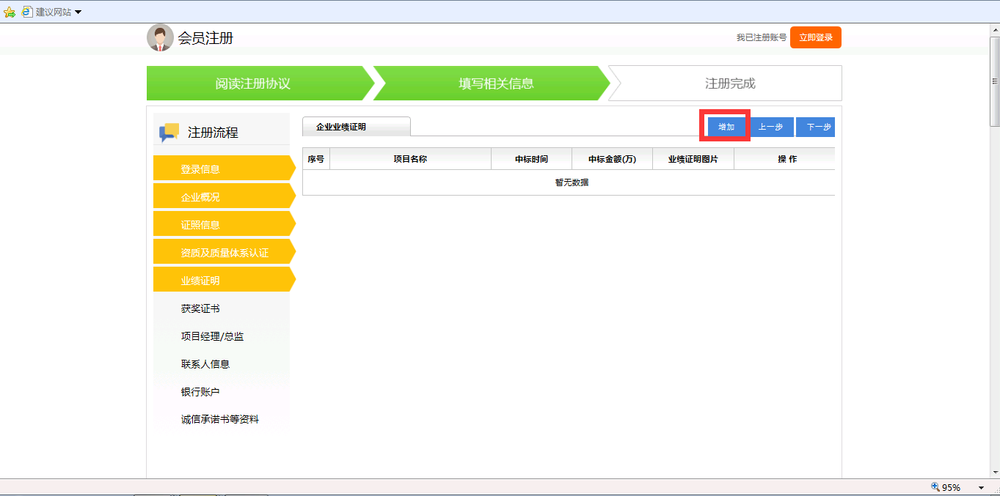 建议网站
会员注册
我已注册账号 立即登录
阅读注册协议 填写相关信息 注册完成
注册流程
登录信息
企业概况
证照信息
资质及质量体系认证
业绩证明
获奖证书
项目经理/总监
联系人信息
银行账户
诚信承诺书等资料
企业业绩证明 增加 上一步 下一步
序号 项目名称 中标时间 中标金额(万) 业绩证明图片 操 作
暂无数据
95%